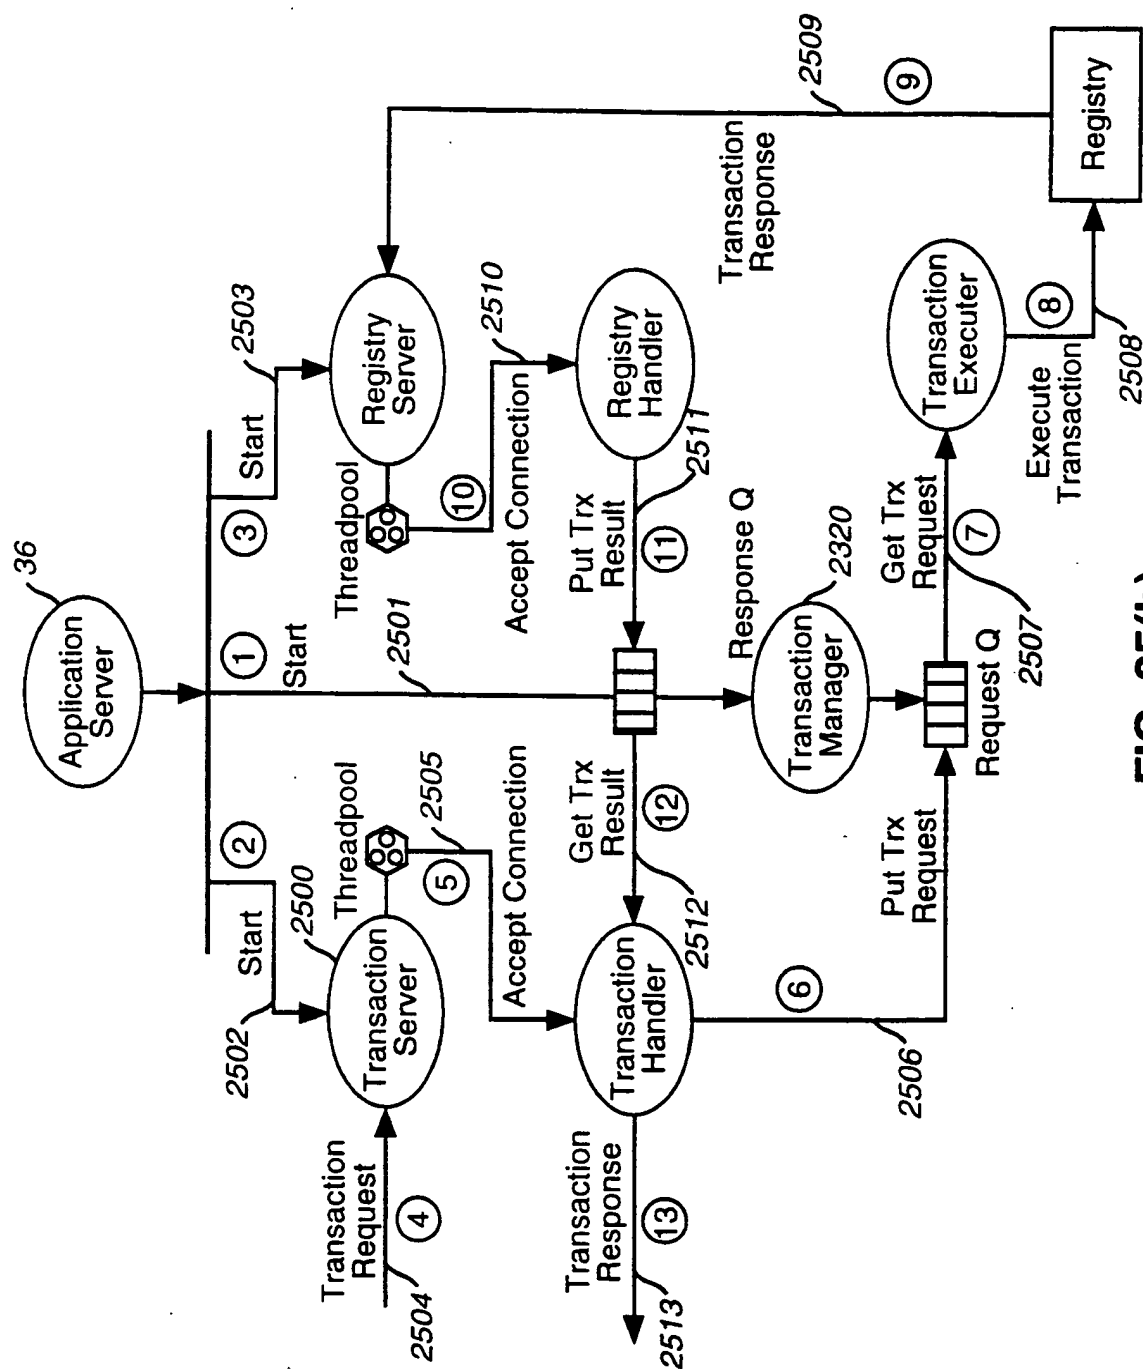 36
Application
Server
2
1
3
Start
Start
Start
2502
2501
2503
2500
Transaction
Request
4
2504
Transaction
Server
Threadpool
5
2505
Accept Connection
Registry
Server
Threadpool
10
2510
Accept Connection
Transaction
Response
2509
9
Transaction
Response
13
2513
Transaction
Handler
2512
Get Trx
Result
12
Put Trx
Result
11
2511
Registry
Handler
Response Q
2320
Transaction
Manager
6
2506
Put Trx
Request
Request Q
Get Trx
Request
7
2507
Transaction
Executer
Execute
Transaction
8
2508
Registry